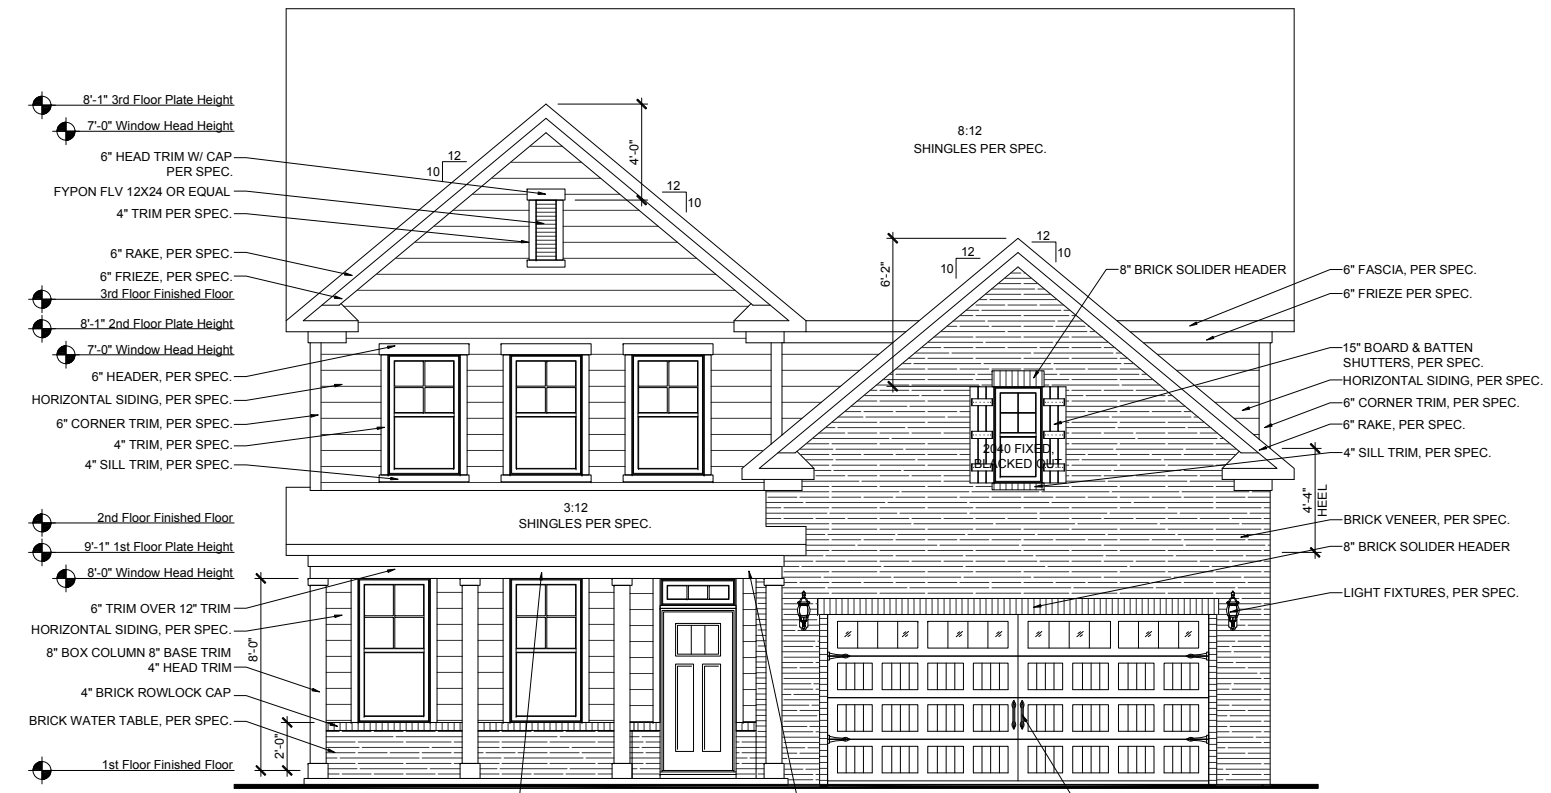 8'-1" 3rd Floor Plate Height
7'-0" Window Head Height
6" HEAD TRIM W/ CAP
PER SPEC.
FYPON FLV 12X24 OR EQUAL
4" TRIM PER SPEC.
6" RAKE, PER SPEC.
6" FRIEZE, PER SPEC.
3rd Floor Finished Floor
8'-1" 2nd Floor Plate Height
7'-0" Window Head Height
6" HEADER, PER SPEC.
HORIZONTAL SIDING, PER SPEC.
6" CORNER TRIM, PER SPEC.
4" TRIM, PER SPEC.
4" SILL TRIM, PER SPEC.
2nd Floor Finished Floor
9'-1" 1st Floor Plate Height
8'-0" Window Head Height
6" TRIM OVER 12" TRIM
HORIZONTAL SIDING, PER SPEC.
8" BOX COLUMN 8" BASE TRIM
4" HEAD TRIM
4" BRICK ROWLOCK CAP
BRICK WATER TABLE, PER SPEC.
1st Floor Finished Floor
8'-0"
2'-0"
12
10
4'-0"
12
10
8:12
SHINGLES PER SPEC.
6'-2"
12
10
12
10
8" BRICK SOLIDER HEADER
2040 FIXED,
BLACKED OUT
3:12
SHINGLES PER SPEC.
6" FASCIA, PER SPEC.
6" FRIEZE PER SPEC.
15" BOARD & BATTEN
SHUTTERS, PER SPEC.
HORIZONTAL SIDING, PER SPEC.
6" CORNER TRIM, PER SPEC.
6" RAKE, PER SPEC.
4" SILL TRIM, PER SPEC.
4'-4"
HEEL
BRICK VENEER, PER SPEC.
8" BRICK SOLIDER HEADER
LIGHT FIXTURES, PER SPEC.